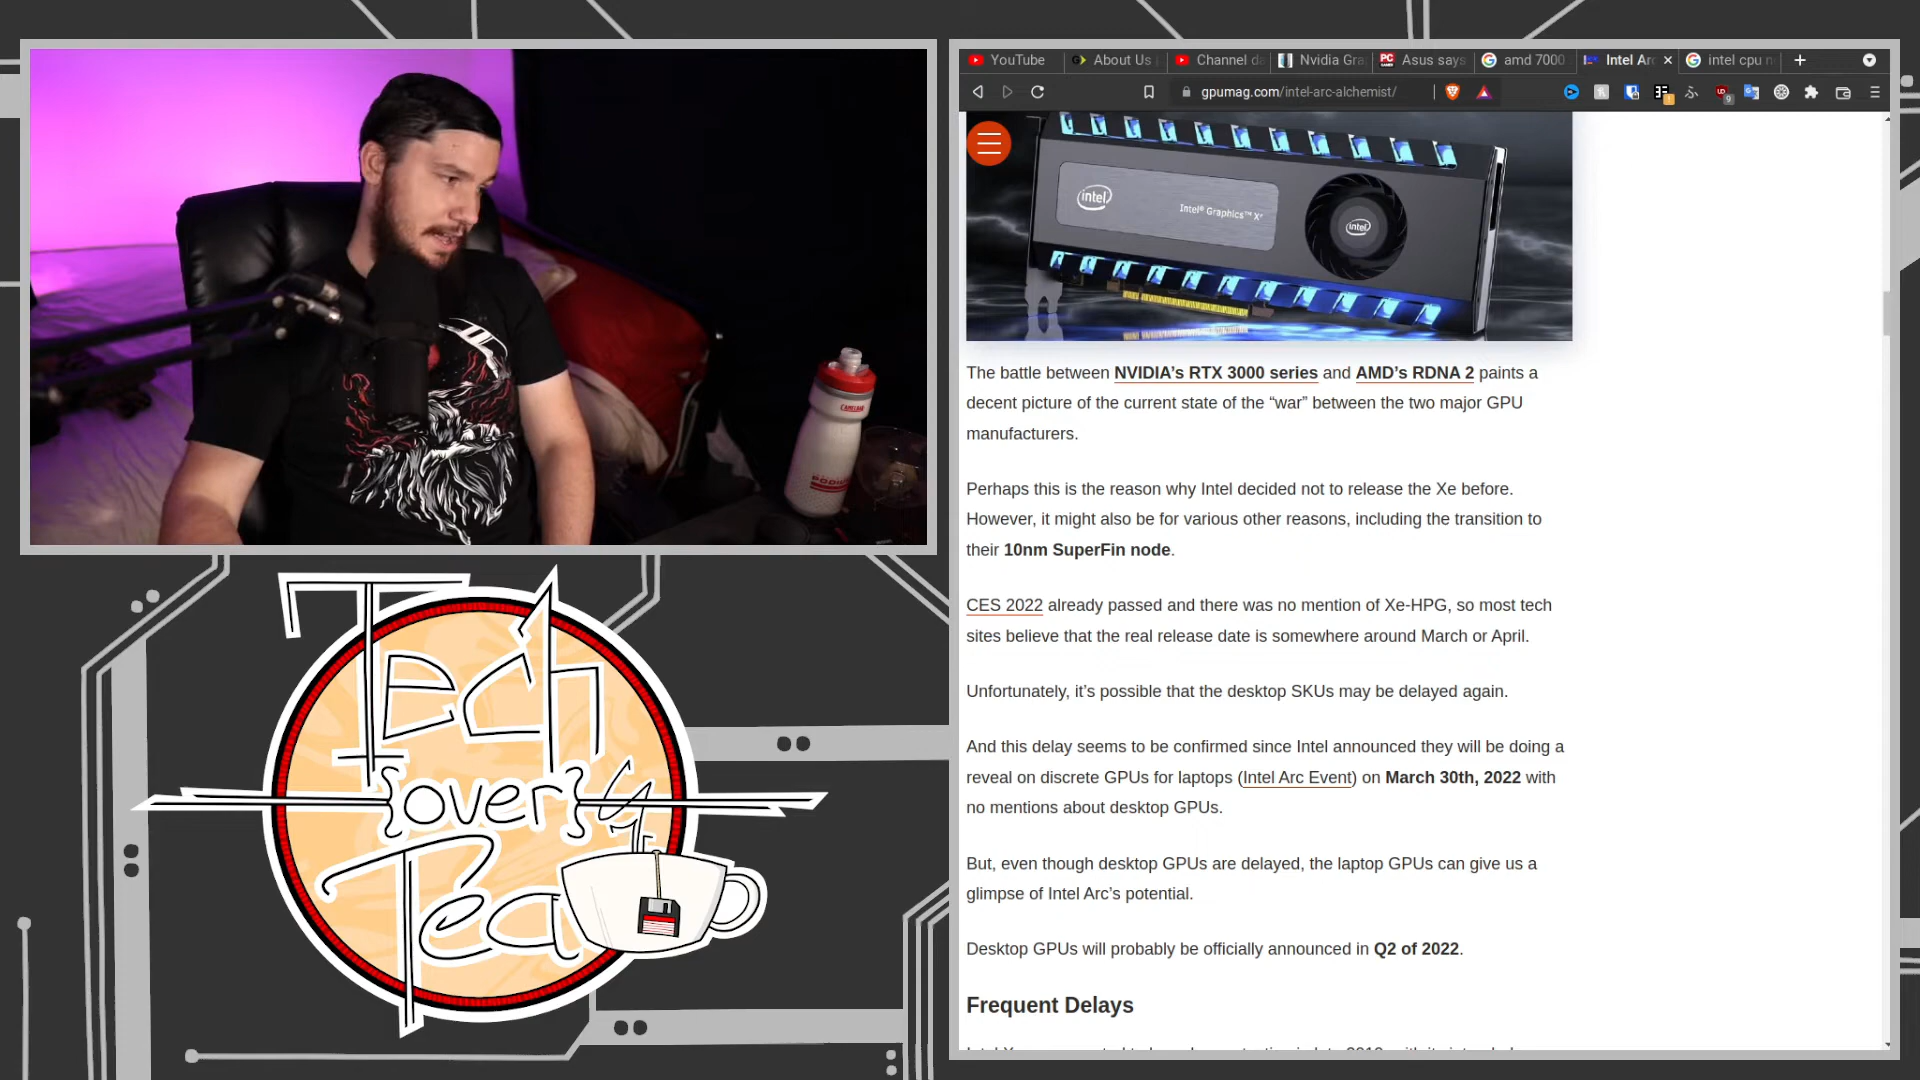 YouTube
About Us
Channel da
Nvidia Gra
Asus says
amd 7000
Intel Arc
intel cpu n
gpumag.com/intel-arc-alchemist/
intel
Intel® Graphics™ Xe
intel
The battle between NVIDIA’s RTX 3000 series and AMD’s RDNA 2 paints a
decent picture of the current state of the “war” between the two major GPU
manufacturers.
Perhaps this is the reason why Intel decided not to release the Xe before.
However, it might also be for various other reasons, including the transition to
their 10nm SuperFin node.
CES 2022 already passed and there was no mention of Xe-HPG, so most tech
sites believe that the real release date is somewhere around March or April.
Unfortunately, it’s possible that the desktop SKUs may be delayed again.
And this delay seems to be confirmed since Intel announced they will be doing a
reveal on discrete GPUs for laptops (Intel Arc Event) on March 30th, 2022 with
no mentions about desktop GPUs.
But, even though desktop GPUs are delayed, the laptop GPUs can give us a
glimpse of Intel Arc’s potential.
Desktop GPUs will probably be officially announced in Q2 of 2022.
Frequent Delays
CAMELBAK
PODIUM
Tech
{over}
Tea